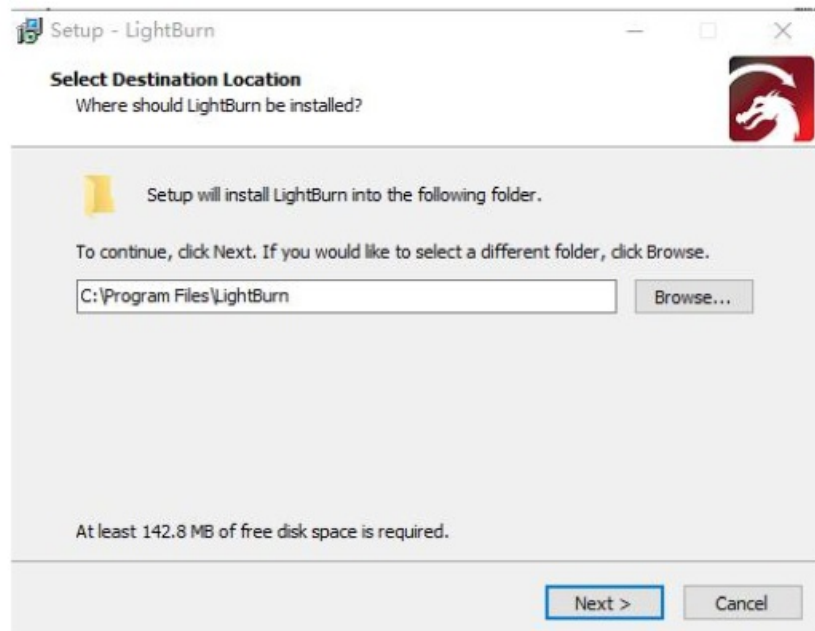 Setup - LightBurn
Select Destination Location
Where should LightBurn be installed?
Setup will install LightBurn into the following folder.
To continue, click Next. If you would like to select a different folder, click Browse.
C:\Program Files\LightBurn
Browse...
At least 142.8 MB of free disk space is required.
Next >
Cancel